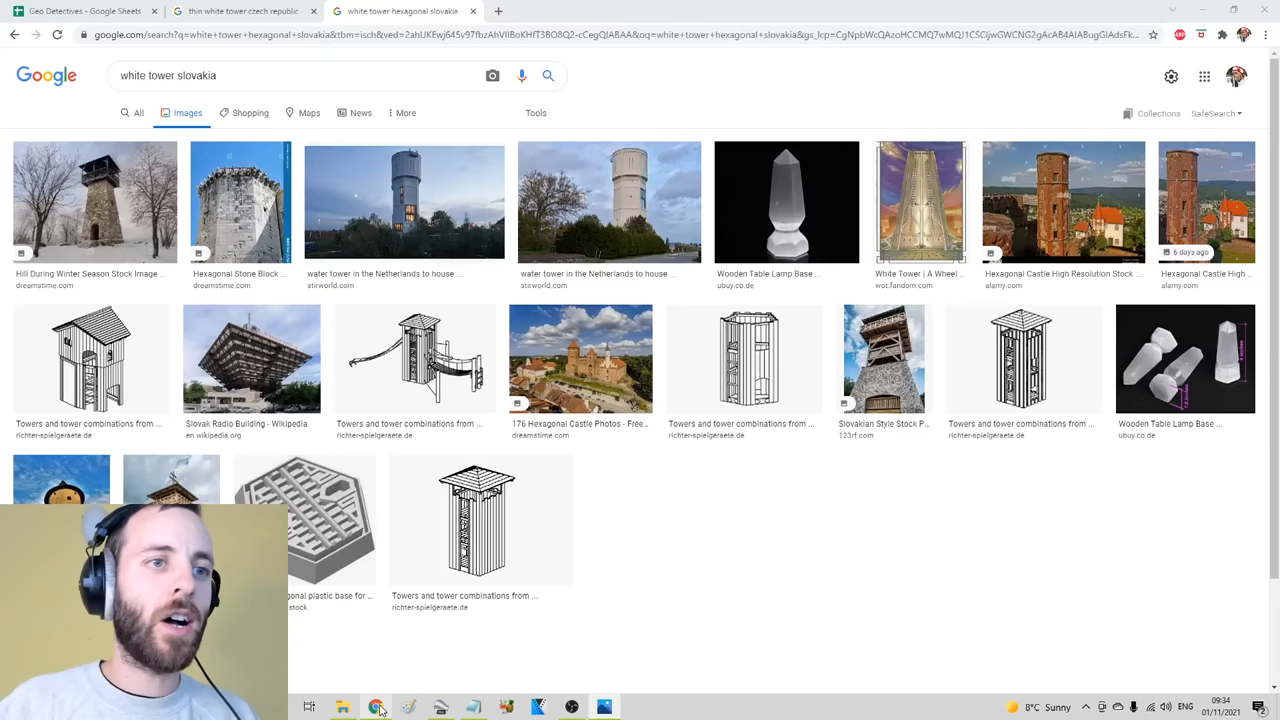 Geo Detectives - Google Sheets
thin white tower czech republic
white tower hexagonal slovakia
google.com/search?q=white+tower+hexagonal+slovakia&tbm=isch&ved=2ahUKEwj645v97fbzAhVIIBoKHfT3BO8Q2-cCegQIABAA&oq=white+tower+hexagonal+slovakia&gs_lcp=CgNpbWcQAzoHCCMQ7wMQJ1CSCIjwGWCNG2gAcAB4AIABugGIAdsFk...
ABP
Google
white tower slovakia
All
Images
Shopping
Maps
News
More
Tools
Collections
SafeSearch
6 days ago
Hill During Winter Season Stock Image ...
dreamstime.com
Hexagonal Stone Block ...
dreamstime.com
water tower in the Netherlands to house ...
stirworld.com
water tower in the Netherlands to house ...
stirworld.com
Wooden Table Lamp Base ...
ubuy.co.de
White Tower | A Wheel ...
wot.fandom.com
Hexagonal Castle High Resolution Stock ...
alamy.com
Hexagonal Castle High ...
alamy.com
Towers and tower combinations from ...
richter-spielgeraete.de
Slovak Radio Building - Wikipedia
en.wikipedia.org
Towers and tower combinations from ...
richter-spielgeraete.de
176 Hexagonal Castle Photos - Free...
dreamstime.com
Towers and tower combinations from ...
richter-spielgeraete.de
Slovakian Style Stock P...
123rf.com
Towers and tower combinations from ...
richter-spielgeraete.de
Wooden Table Lamp Base ...
ubuy.co.de
gonal plastic base for ...
stock
Towers and tower combinations from ...
richter-spielgeraete.de
8°C Sunny
ENG
09:34
01/11/2021